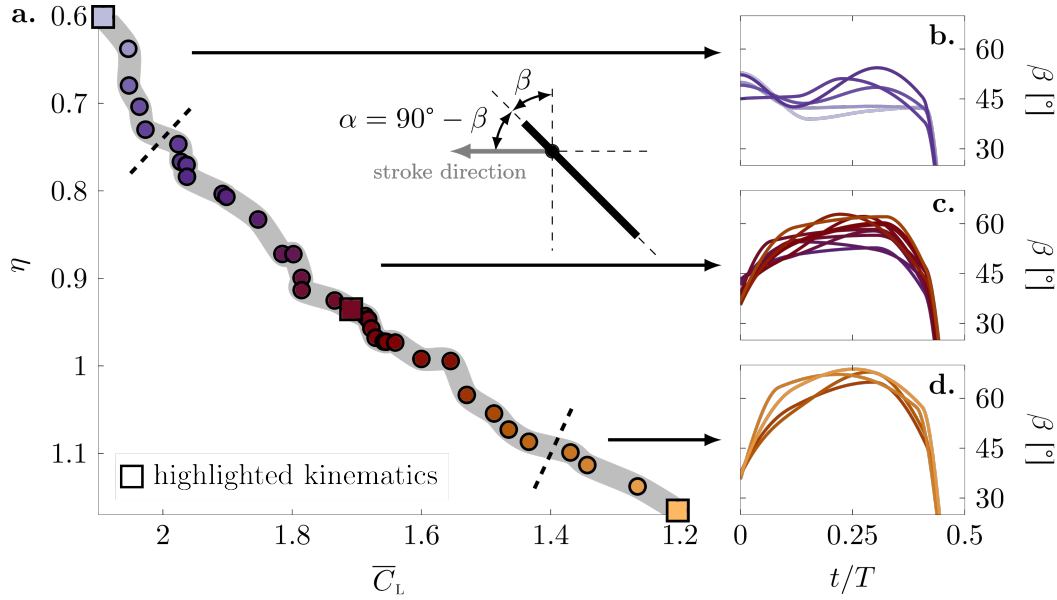 a.
0.6
0.7
0.8
0.9
1
1.1
η
2
1.8
1.6
1.4
1.2
C̅_L
β
α = 90° − β
stroke direction
highlighted kinematics
b.
60
45
30
β [°]
c.
60
45
30
β [°]
d.
60
45
30
β [°]
0
0.25
0.5
t/T